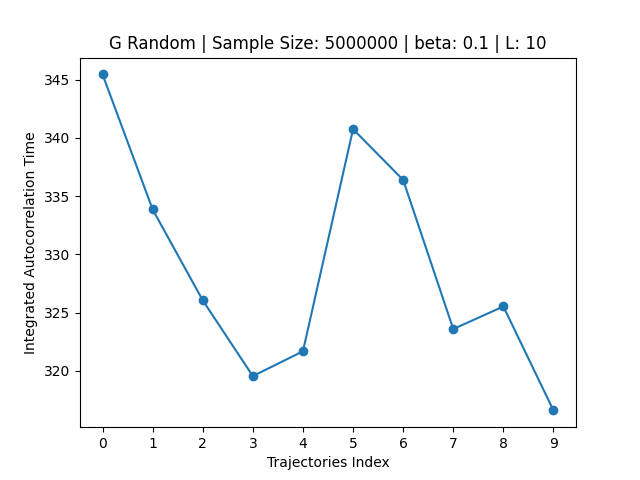 G Random | Sample Size: 5000000 | beta: 0.1 | L: 10
Integrated Autocorrelation Time
345
340
335
330
325
320
0 1 2 3 4 5 6 7 8 9
Trajectories Index